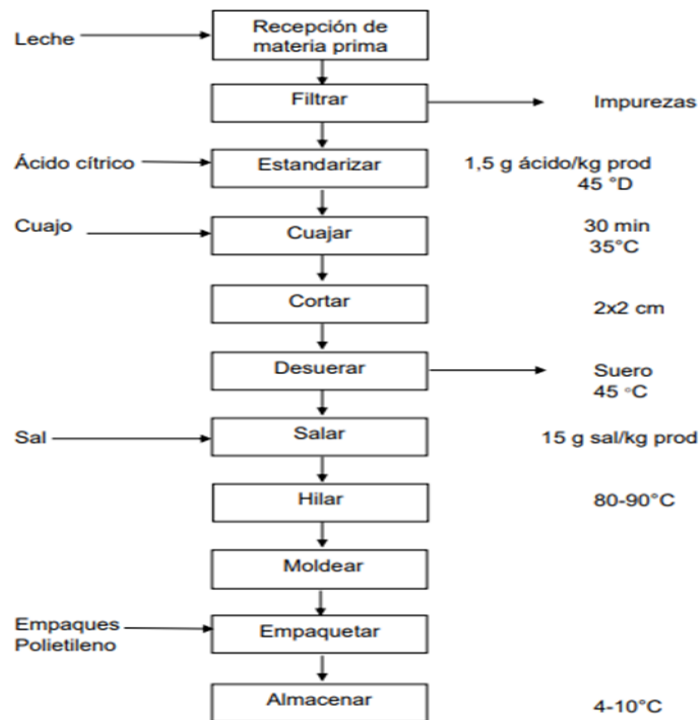 Leche
Recepción de
materia prima
Filtrar
Impurezas
Ácido cítrico
Estandarizar
1,5 g ácido/kg prod
45 °D
Cuajo
Cuajar
30 min
35°C
Cortar
2x2 cm
Desuerar
Suero
45 °C
Sal
Salar
15 g sal/kg prod
Hilar
80-90°C
Moldear
Empaques
Polietileno
Empaquetar
Almacenar
4-10°C